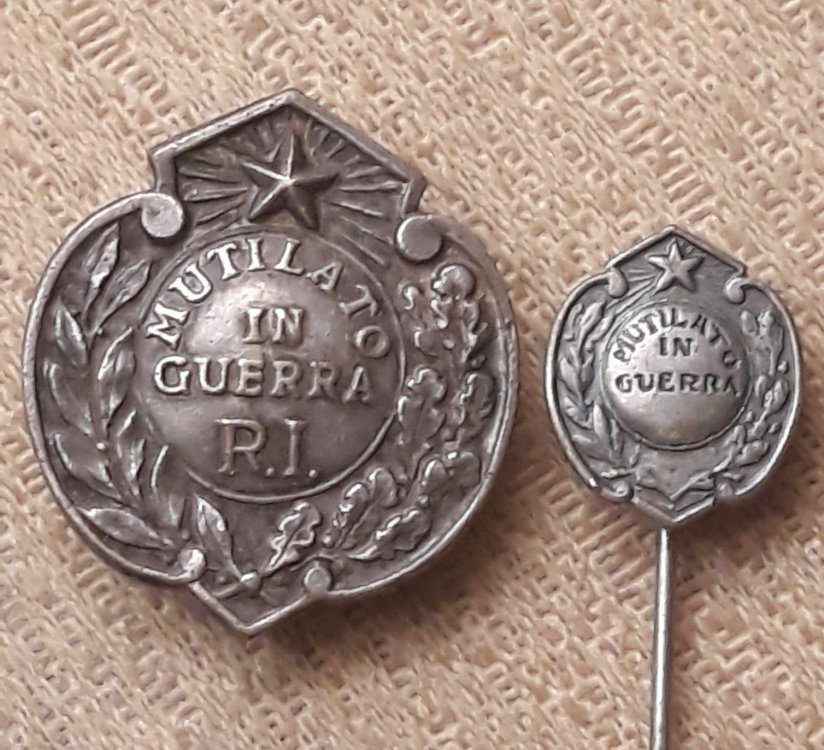 MUTILATO
IN
GUERRA
R.I.
MUTILATO
IN
GUERRA